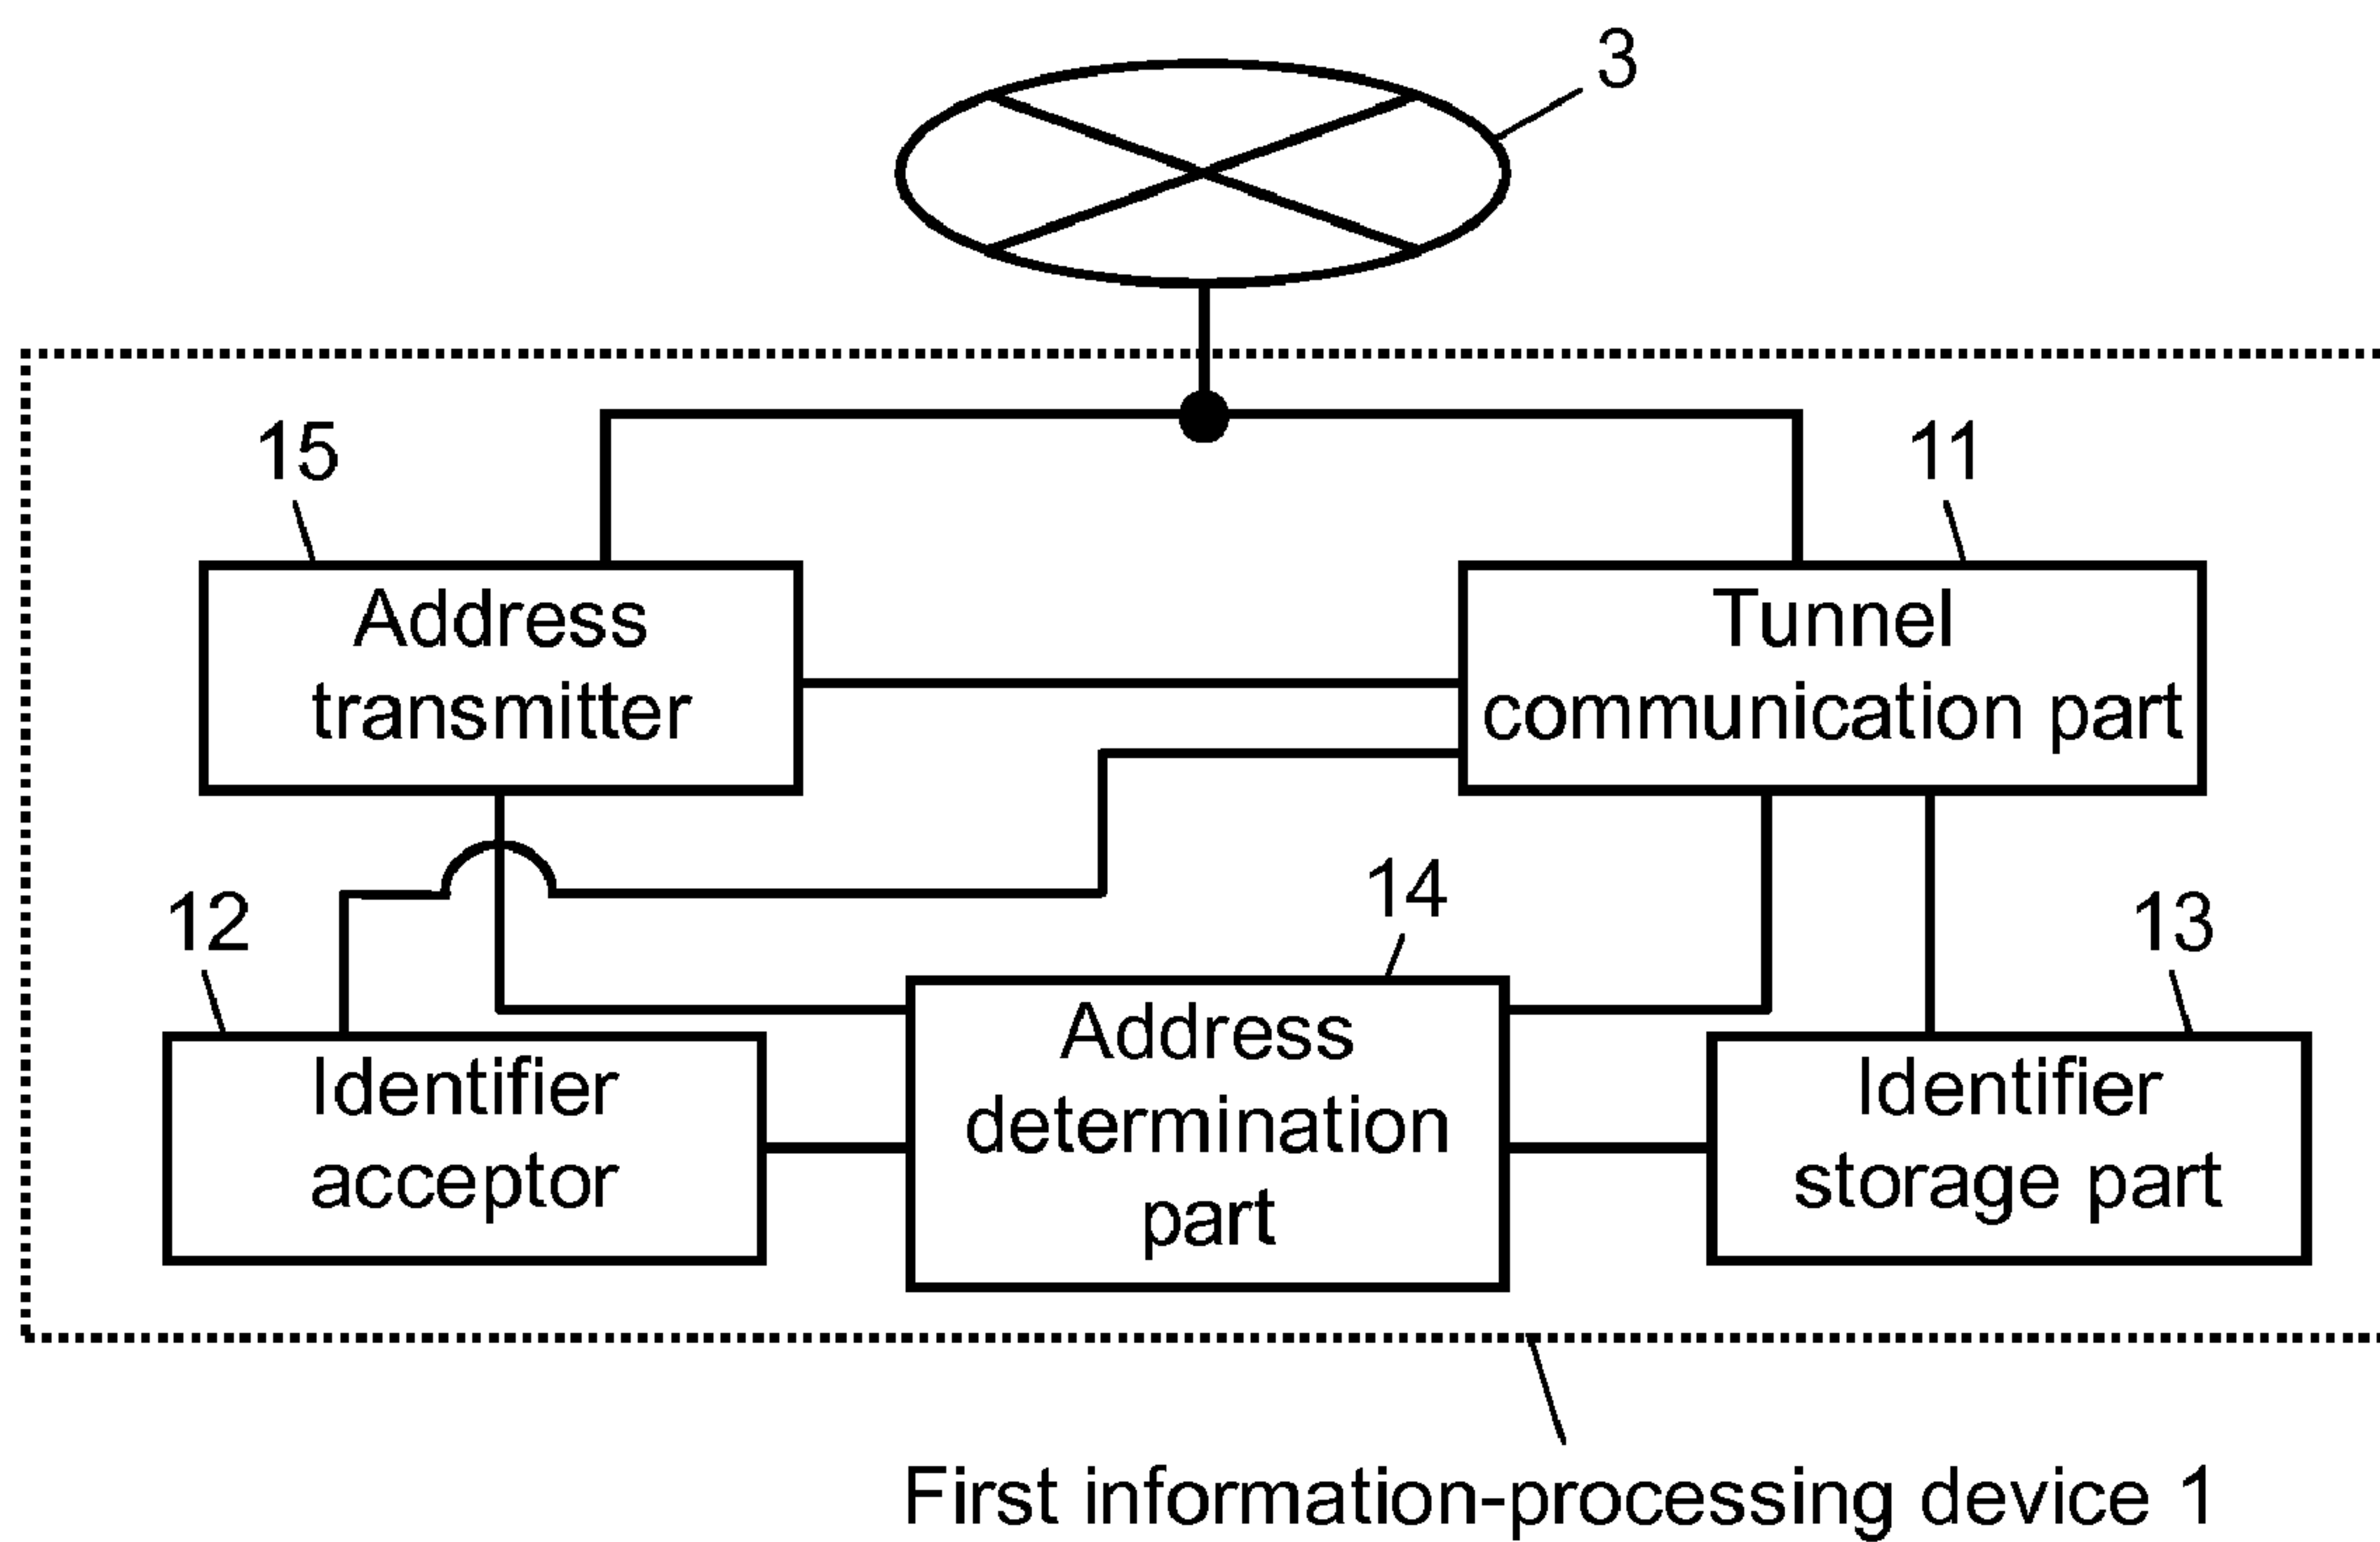 3
15
11
Address
transmitter
Tunnel
communication part
12
14
13
Address
determination
part
Identifier
acceptor
Identifier
storage part
First information-processing device 1